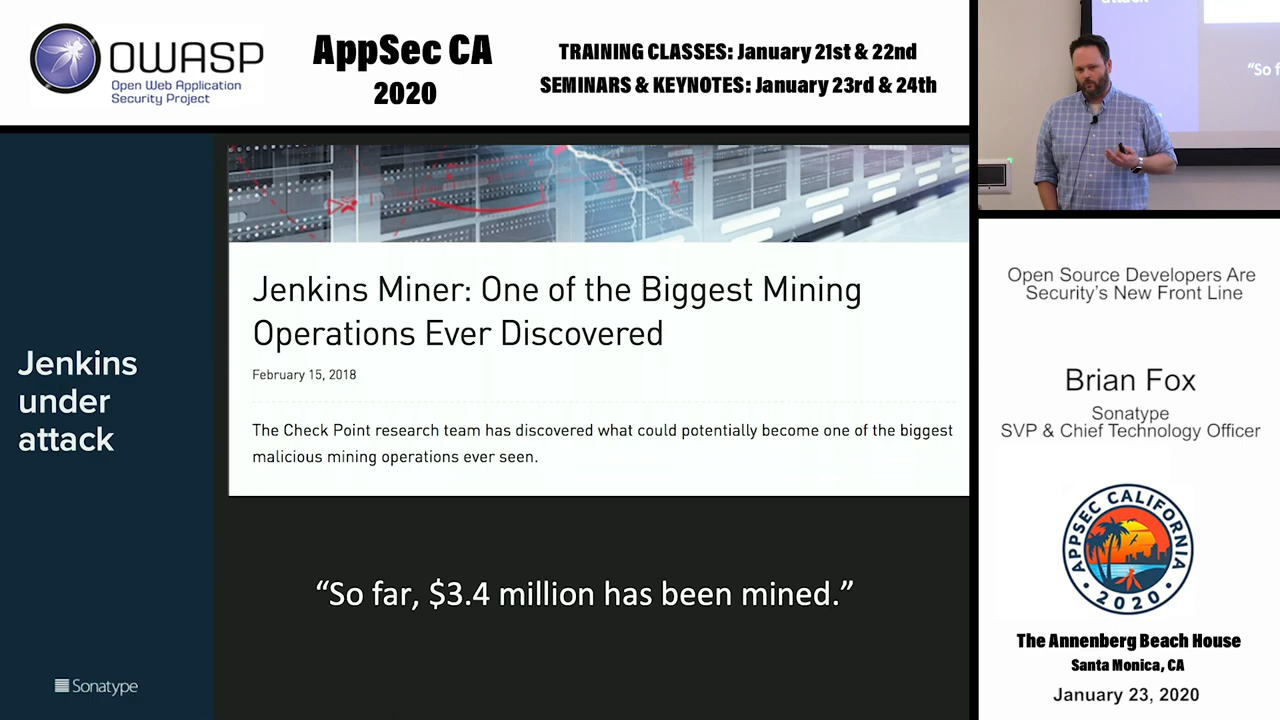 OWASP
Open Web Application
Security Project
AppSec CA
2020
TRAINING CLASSES: January 21st & 22nd
SEMINARS & KEYNOTES: January 23rd & 24th
attack
"So f
Jenkins
under
attack
Jenkins Miner: One of the Biggest Mining
Operations Ever Discovered
February 15, 2018
The Check Point research team has discovered what could potentially become one of the biggest
malicious mining operations ever seen.
“So far, $3.4 million has been mined.”
Sonatype
Open Source Developers Are
Security's New Front Line
Brian Fox
Sonatype
SVP & Chief Technology Officer
APPSEC CALIFORNIA
2020
The Annenberg Beach House
Santa Monica, CA
January 23, 2020